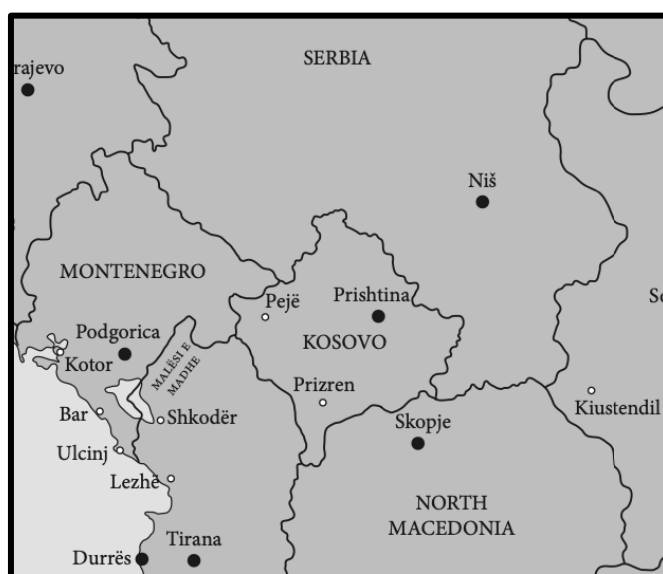 SERBIA
rajevo
Niš
MONTENEGRO
Pejë
Prishtina
Podgorica
KOSOVO
Kotor
MALËSI E
MADHE
Prizren
Kiustendil
Bar
Shkodër
Skopje
Ulcinj
Lezhë
NORTH
MACEDONIA
Durrës
Tirana
So